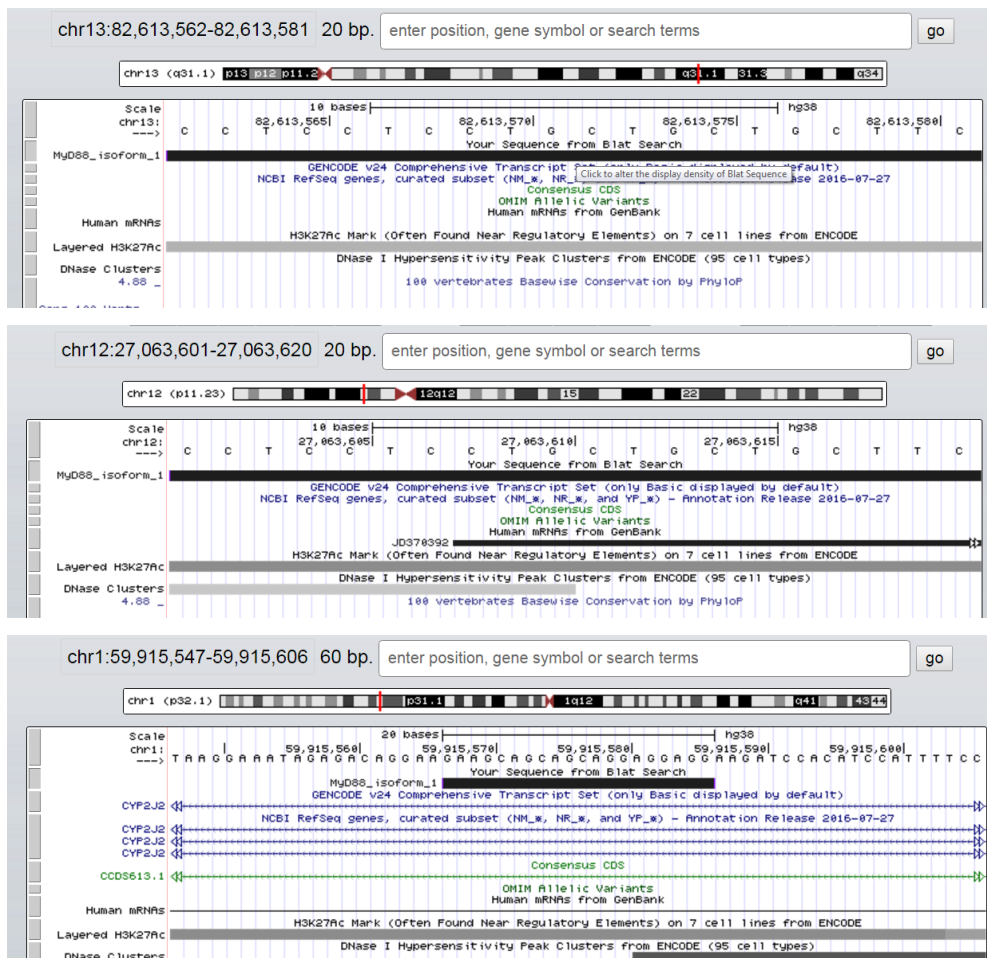 chr13:82,613,562-82,613,581 20 bp. enter position, gene symbol or search terms go
chr13 (q31.1) p13 p12 p11.2 q31.1 31.3 q34
Scale 10 bases hg38
chr13: 82,613,565| 82,613,570| 82,613,575| 82,613,580|
---> C C T C C T C C T G C T G C T G C T T C
Your Sequence from Blat Search
MyD88_isoform_1
GENCODE v24 Comprehensive Transcript Set (only Basic displayed by default)
NCBI RefSeq genes, curated subset (NM_*, NR_*, Click to alter the display density of Blat Sequence ase 2016-07-27
Consensus CDS
OMIM Allelic Variants
Human mRNAs from GenBank
Human mRNAs
H3K27Ac Mark (Often Found Near Regulatory Elements) on 7 cell lines from ENCODE
Layered H3K27Ac
DNase I Hypersensitivity Peak Clusters from ENCODE (95 cell types)
DNase Clusters
4.88 _ 100 vertebrates Basewise Conservation by PhyloP
chr12:27,063,601-27,063,620 20 bp. enter position, gene symbol or search terms go
chr12 (p11.23) 12q12 15 22
Scale 10 bases hg38
chr12: 27,063,605| 27,063,610| 27,063,615|
---> C C T C C T C C T G C T G C T G C T T C
Your Sequence from Blat Search
MyD88_isoform_1
GENCODE v24 Comprehensive Transcript Set (only Basic displayed by default)
NCBI RefSeq genes, curated subset (NM_*, NR_*, and YP_*) - Annotation Release 2016-07-27
Consensus CDS
OMIM Allelic Variants
Human mRNAs from GenBank
JD370392
H3K27Ac Mark (Often Found Near Regulatory Elements) on 7 cell lines from ENCODE
Layered H3K27Ac
DNase I Hypersensitivity Peak Clusters from ENCODE (95 cell types)
DNase Clusters
4.88 _ 100 vertebrates Basewise Conservation by PhyloP
chr1:59,915,547-59,915,606 60 bp. enter position, gene symbol or search terms go
chr1 (p32.1) p31.1 1q12 q41 43 44
Scale 20 bases hg38
chr1: 59,915,560| 59,915,570| 59,915,580| 59,915,590| 59,915,600|
--->
Your Sequence from Blat Search
MyD88_isoform_1
GENCODE v24 Comprehensive Transcript Set (only Basic displayed by default)
CYP2J2
NCBI RefSeq genes, curated subset (NM_*, NR_*, and YP_*) - Annotation Release 2016-07-27
CYP2J2
CYP2J2
CYP2J2
Consensus CDS
CCDS613.1
OMIM Allelic Variants
Human mRNAs from GenBank
Human mRNAs
H3K27Ac Mark (Often Found Near Regulatory Elements) on 7 cell lines from ENCODE
Layered H3K27Ac
DNase I Hypersensitivity Peak Clusters from ENCODE (95 cell types)
DNase Clusters